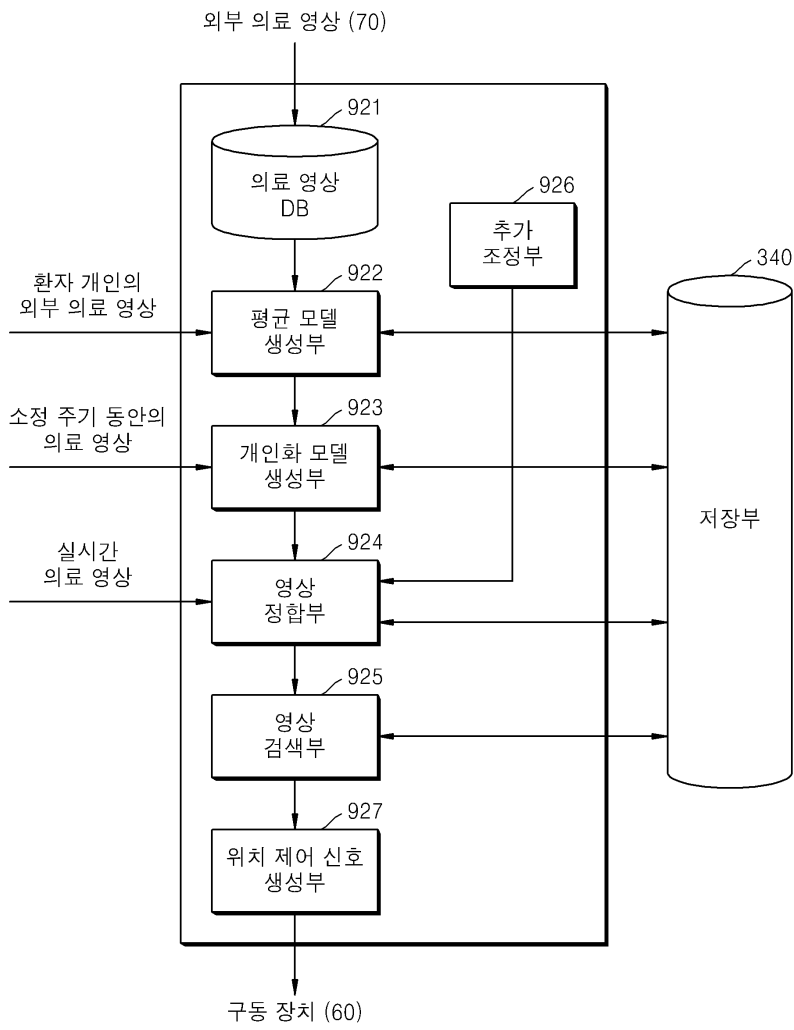 외부 의료 영상 (70)
921
의료 영상
DB
926
추가
조정부
340
환자 개인의
외부 의료 영상
922
평균 모델
생성부
소정 주기 동안의
의료 영상
923
개인화 모델
생성부
저장부
실시간
의료 영상
924
영상
정합부
925
영상
검색부
927
위치 제어 신호
생성부
구동 장치 (60)